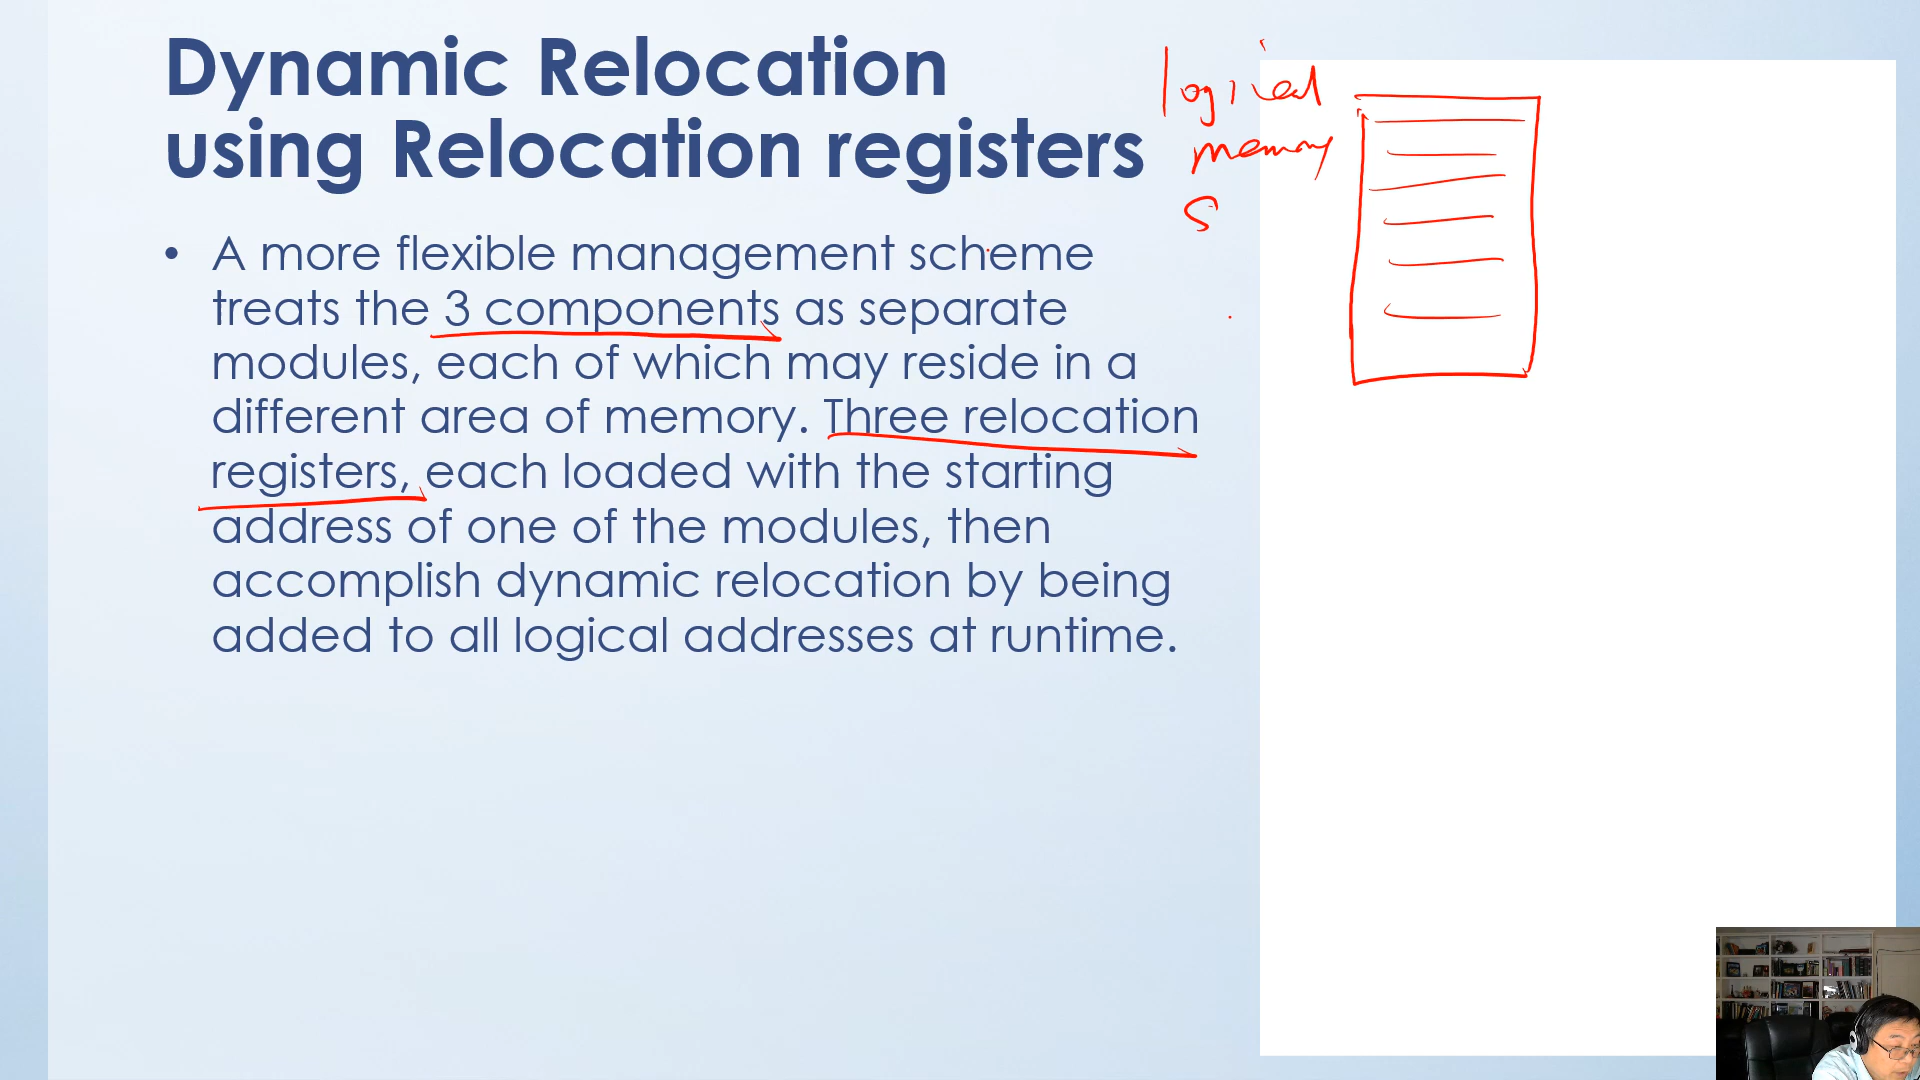 Dynamic Relocation
using Relocation registers
• A more flexible management scheme
treats the 3 components as separate
modules, each of which may reside in a
different area of memory. Three relocation
registers, each loaded with the starting
address of one of the modules, then
accomplish dynamic relocation by being
added to all logical addresses at runtime.
logical
memory
S